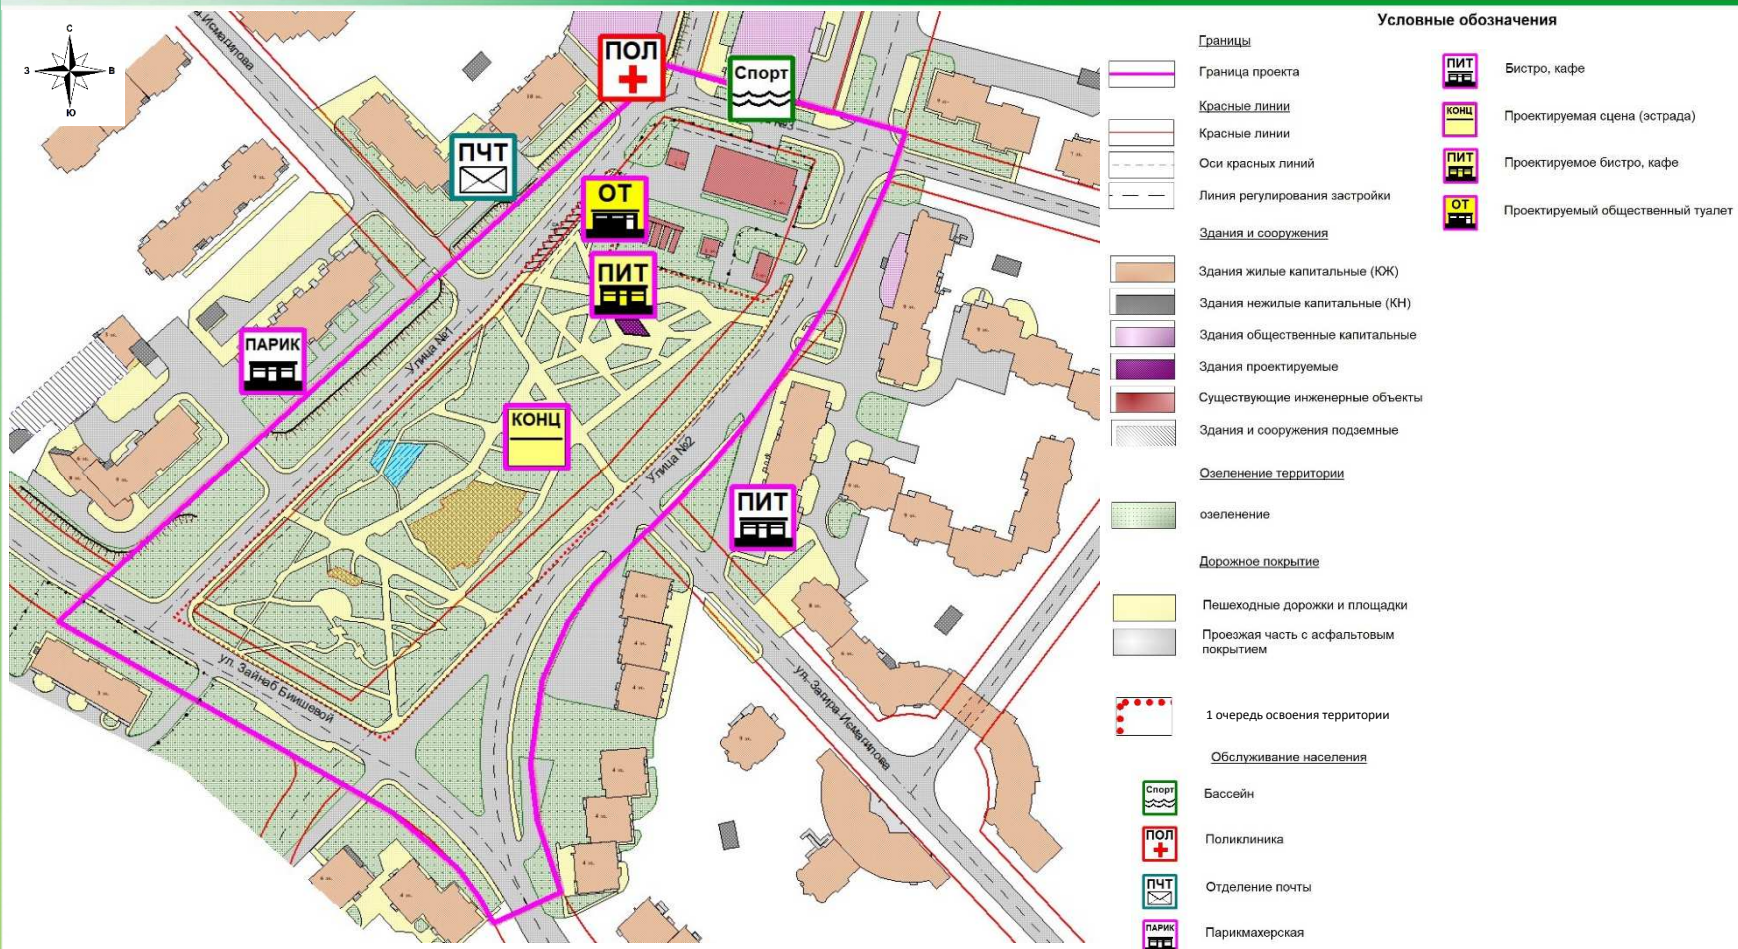 С
З
В
Ю
Исмагилова
ПОЛ
Спорт
ПЧТ
ОТ
ПИТ
ПАРИК
Улица №1
КОНЦ
Улица №2
ПИТ
ул. Зайнаб Биишевой
ул. Загира Исмагилова
Условные обозначения
Границы
Граница проекта
Красные линии
Красные линии
Оси красных линий
Линия регулирования застройки
Здания и сооружения
Здания жилые капитальные (КЖ)
Здания нежилые капитальные (КН)
Здания общественные капитальные
Здания проектируемые
Существующие инженерные объекты
Здания и сооружения подземные
Озеленение территории
озеленение
Дорожное покрытие
Пешеходные дорожки и площадки
Проезжая часть с асфальтовым
покрытием
1 очередь освоения территории
Обслуживание населения
Спорт
Бассейн
ПОЛ
Поликлиника
ПЧТ
Отделение почты
ПАРИК
Парикмахерская
ПИТ
Бистро, кафе
КОНЦ
Проектируемая сцена (эстрада)
ПИТ
Проектируемое бистро, кафе
ОТ
Проектируемый общественный туалет